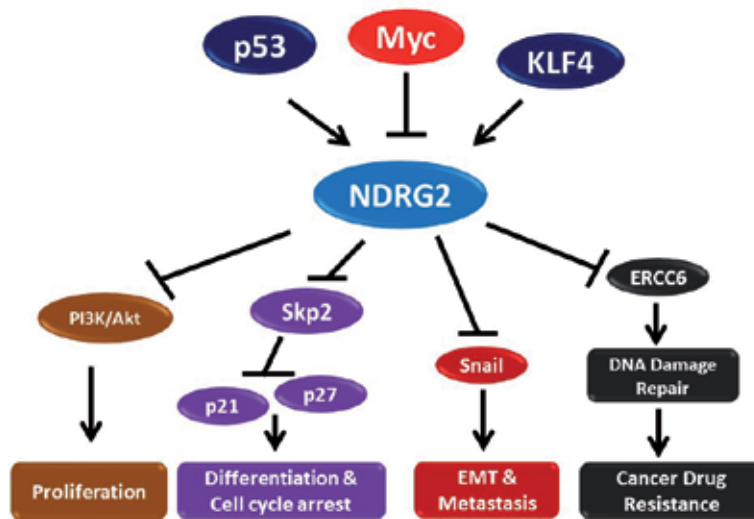 p53
Myc
KLF4
NDRG2
PI3K/Akt
Skp2
p21
p27
Snail
ERCC6
DNA Damage
Repair
Proliferation
Differentiation &
Cell cycle arrest
EMT &
Metastasis
Cancer Drug
Resistance